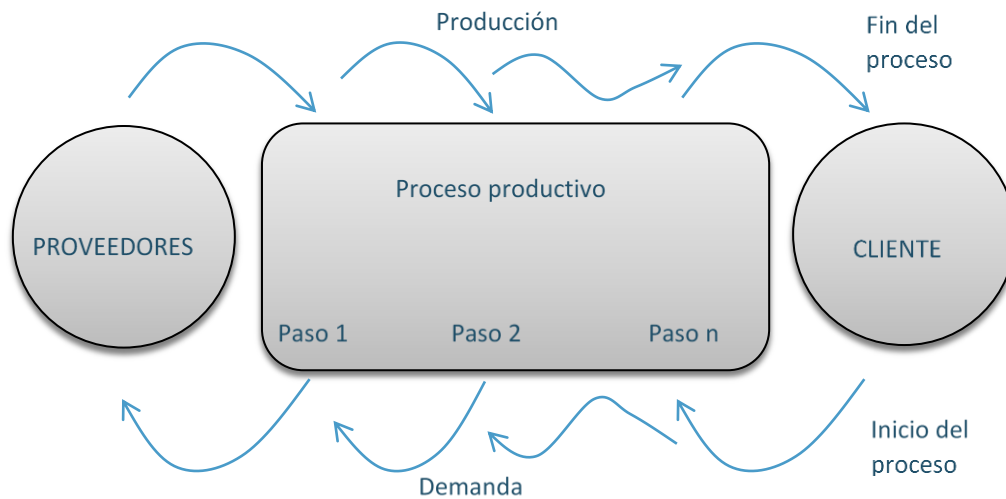 Producción
Fin del
proceso
Proceso productivo
PROVEEDORES
CLIENTE
Paso 1
Paso 2
Paso n
Inicio del
proceso
Demanda